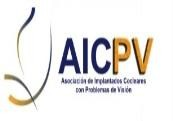 AICPV
Asociación de Implantados Cocleares
con Problemas de Visión